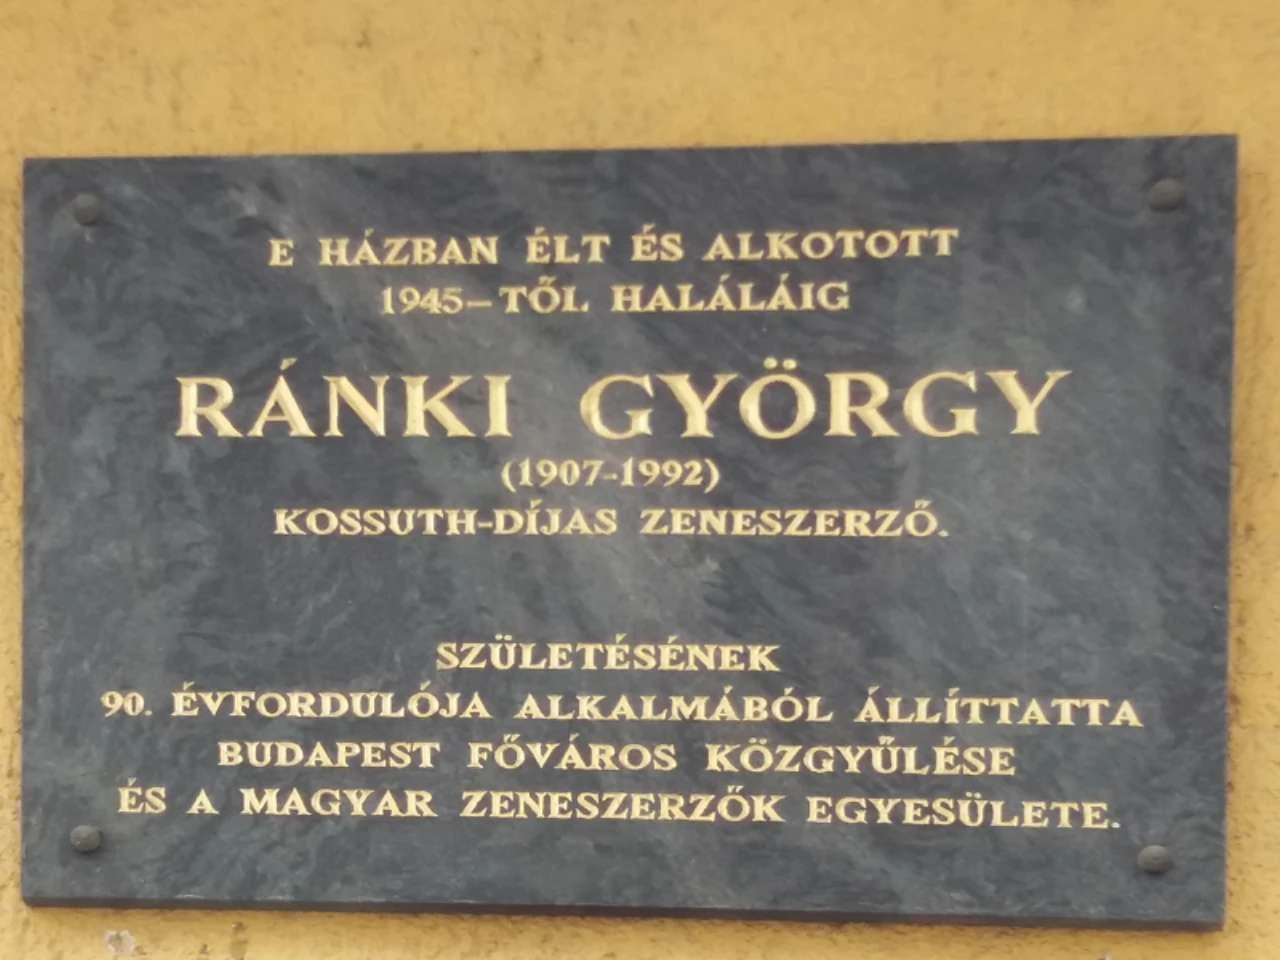 E HÁZBAN ÉLT ÉS ALKOTOTT
1945–TŐL HALÁLÁIG
RÁNKI GYÖRGY
(1907-1992)
KOSSUTH-DÍJAS ZENESZERZŐ.
SZÜLETÉSÉNEK
90. ÉVFORDULÓJA ALKALMÁBÓL ÁLLÍTTATTA
BUDAPEST FŐVÁROS KÖZGYŰLÉSE
ÉS A MAGYAR ZENESZERZŐK EGYESÜLETE.